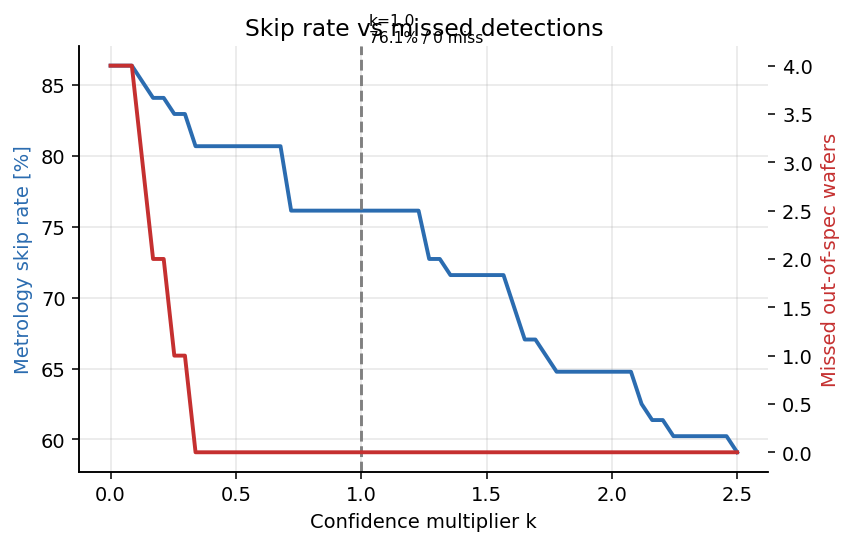 Skip rate vs missed detections
k=1.0
76.1% / 0 miss
Metrology skip rate [%]
85
80
75
70
65
60
4.0
3.5
3.0
2.5
2.0
1.5
1.0
0.5
0.0
Missed out-of-spec wafers
0.0 0.5 1.0 1.5 2.0 2.5
Confidence multiplier k